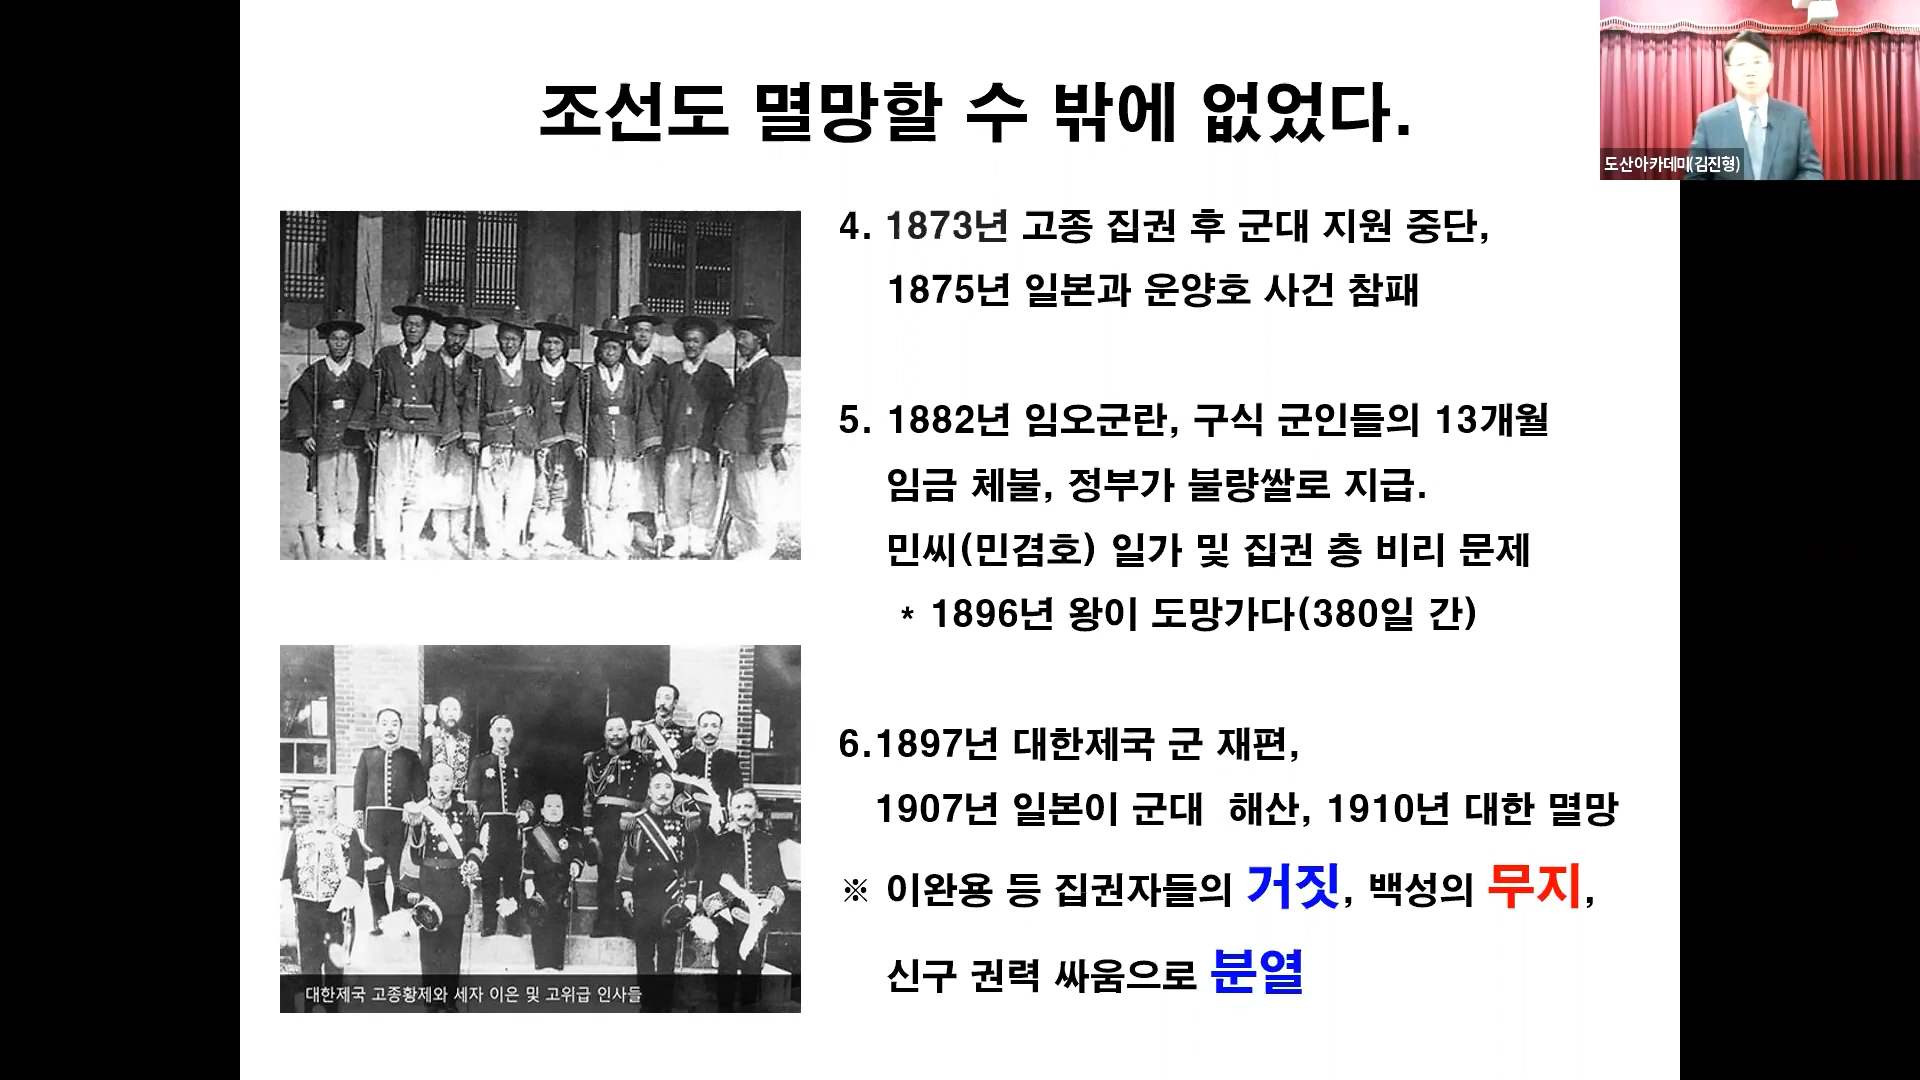 조선도 멸망할 수 밖에 없었다.
도산아카데미(김진형)
4. 1873년 고종 집권 후 군대 지원 중단,
1875년 일본과 운양호 사건 참패
5. 1882년 임오군란, 구식 군인들의 13개월
임금 체불, 정부가 불량쌀로 지급.
민씨(민겸호) 일가 및 집권 층 비리 문제
* 1896년 왕이 도망가다(380일 간)
6.1897년 대한제국 군 재편,
1907년 일본이 군대 해산, 1910년 대한 멸망
※ 이완용 등 집권자들의 거짓, 백성의 무지,
신구 권력 싸움으로 분열
대한제국 고종황제와 세자 이은 및 고위급 인사들